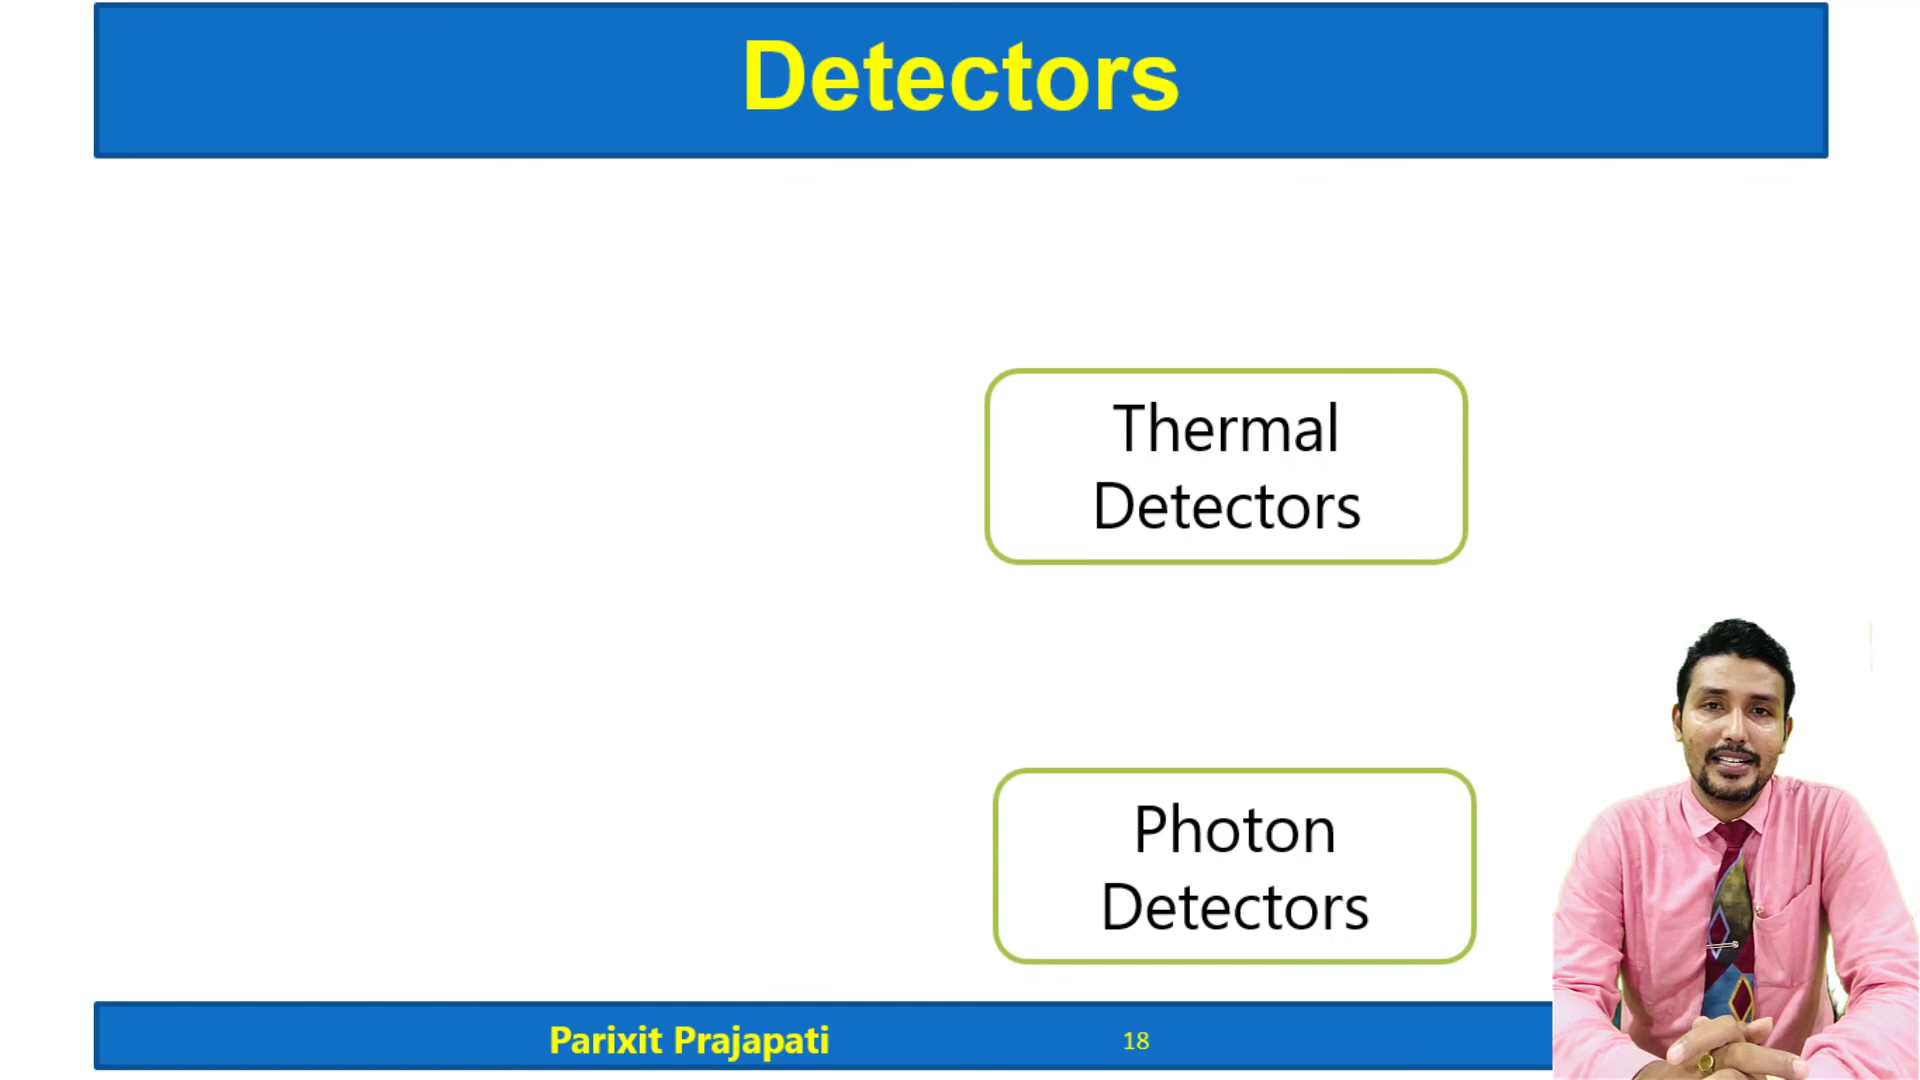 Detectors
Thermal
Detectors
Photon
Detectors
Parixit Prajapati
18